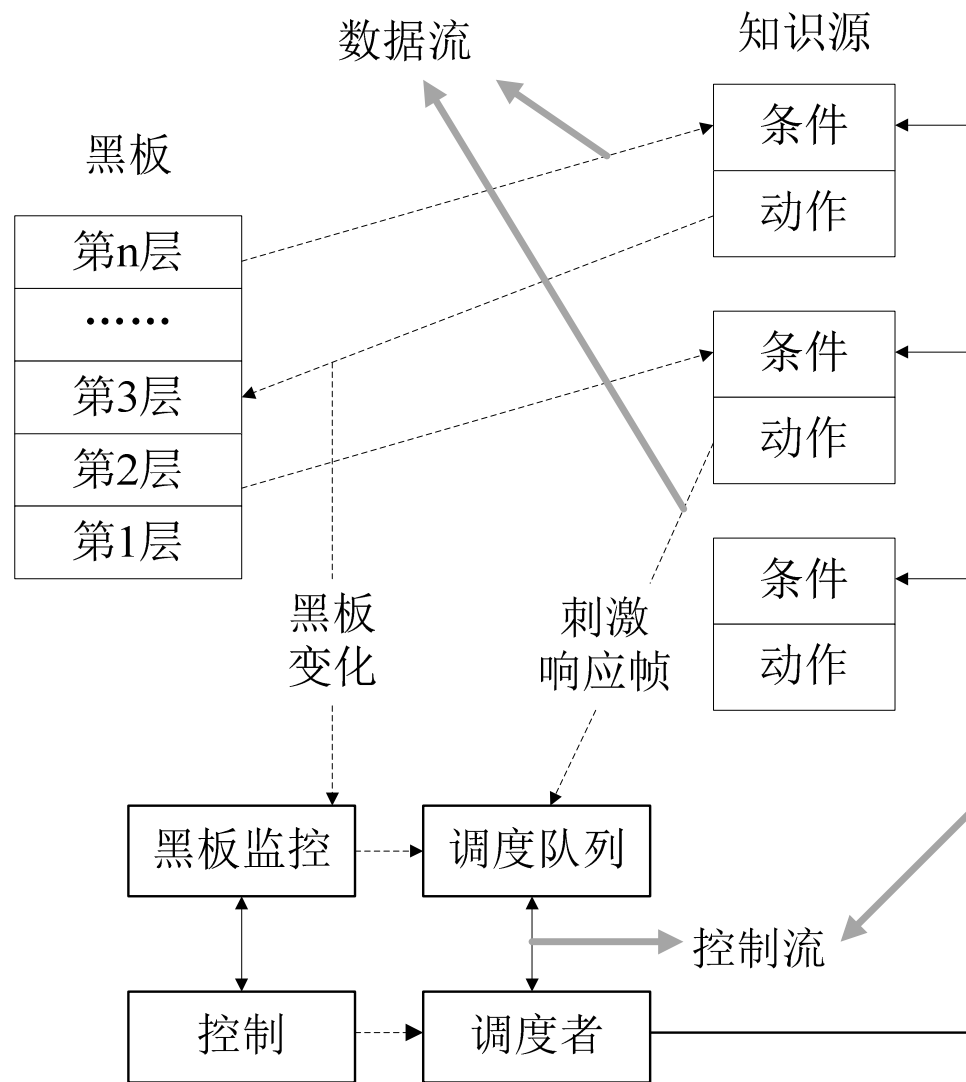 数据流
知识源
黑板
第n层
……
第3层
第2层
第1层
条件
动作
条件
动作
条件
动作
黑板
变化
刺激
响应帧
黑板监控
调度队列
控制流
控制
调度者